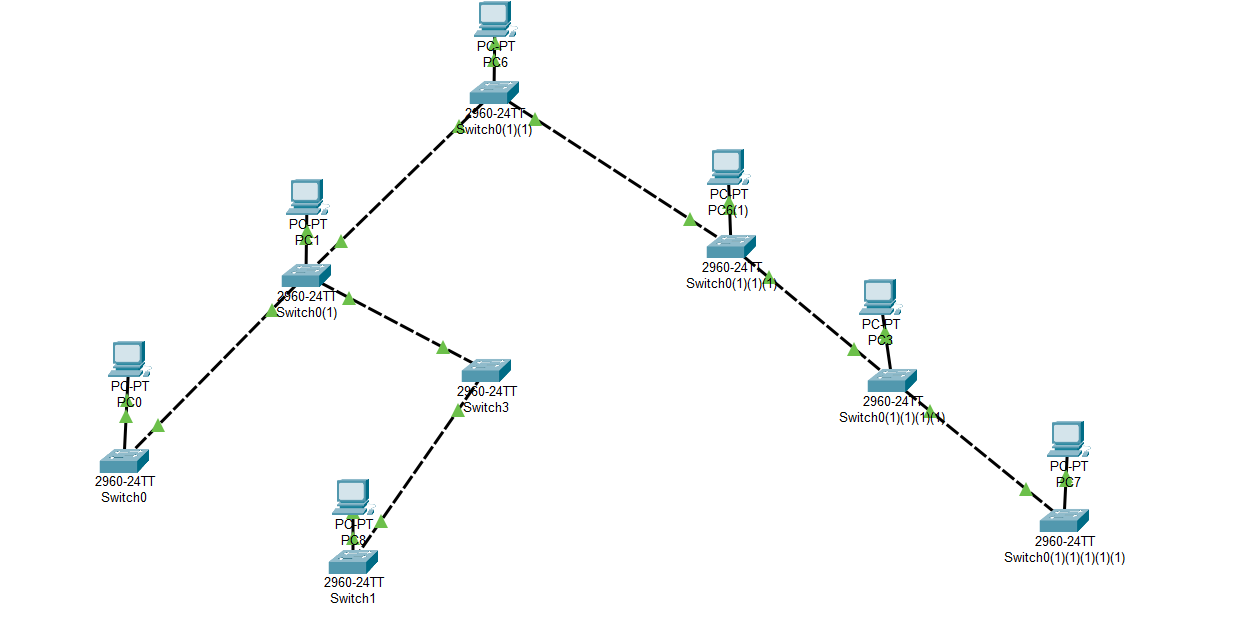 PC-PT
PC6
2960-24TT
Switch0(1)(1)
PC-PT
PC6(1)
2960-24TT
Switch0(1)(1)(1)
PC-PT
PC1
2960-24TT
Switch0(1)
PC-PT
PC3
2960-24TT
Switch0(1)(1)(1)(1)
PC-PT
PC0
2960-24TT
Switch0
2960-24TT
Switch3
PC-PT
PC7
2960-24TT
Switch0(1)(1)(1)(1)(1)
PC-PT
PC8
2960-24TT
Switch1